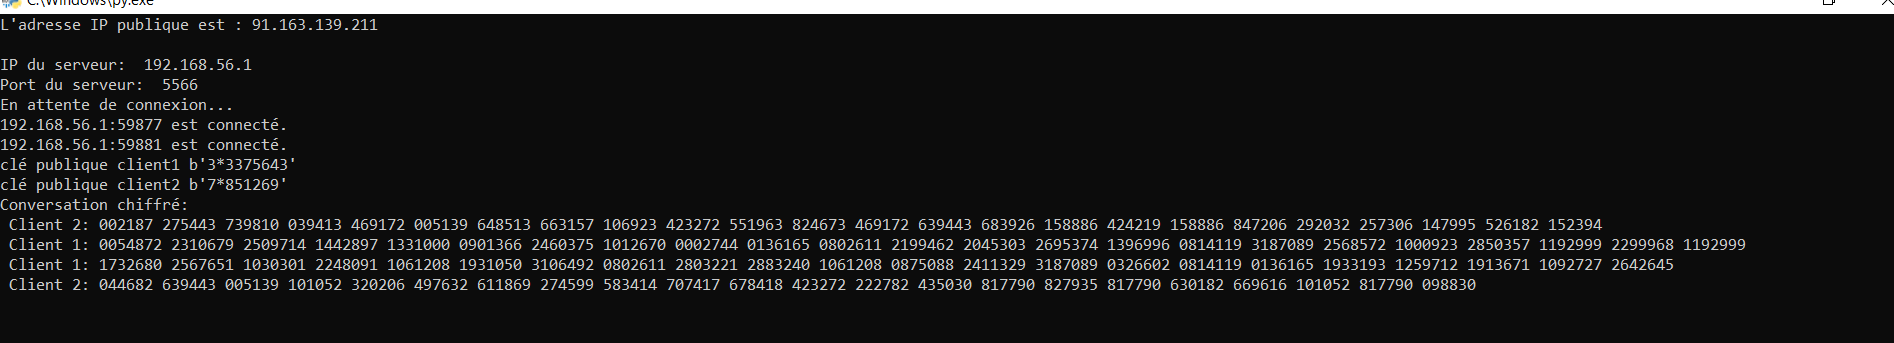 C:\Windows\py.exe
L'adresse IP publique est : 91.163.139.211
IP du serveur:  192.168.56.1
Port du serveur:  5566
En attente de connexion...
192.168.56.1:59877 est connecté.
192.168.56.1:59881 est connecté.
clé publique client1 b'3*3375643'
clé publique client2 b'7*851269'
Conversation chiffré:
Client 2: 002187 275443 739810 039413 469172 005139 648513 663157 106923 423272 551963 824673 469172 639443 683926 158886 424219 158886 847206 292032 257306 147995 526182 152394
Client 1: 0054872 2310679 2509714 1442897 1331000 0901366 2460375 1012670 0002744 0136165 0802611 2199462 2045303 2695374 1396996 0814119 3187089 2568572 1000923 2850357 1192999 2299968 1192999
Client 1: 1732680 2567651 1030301 2248091 1061208 1931050 3106492 0802611 2803221 2883240 1061208 0875088 2411329 3187089 0326602 0814119 0136165 1933193 1259712 1913671 1092727 2642645
Client 2: 044682 639443 005139 101052 320206 497632 611869 274599 583414 707417 678418 423272 222782 435030 817790 827935 817790 630182 669616 101052 817790 098830